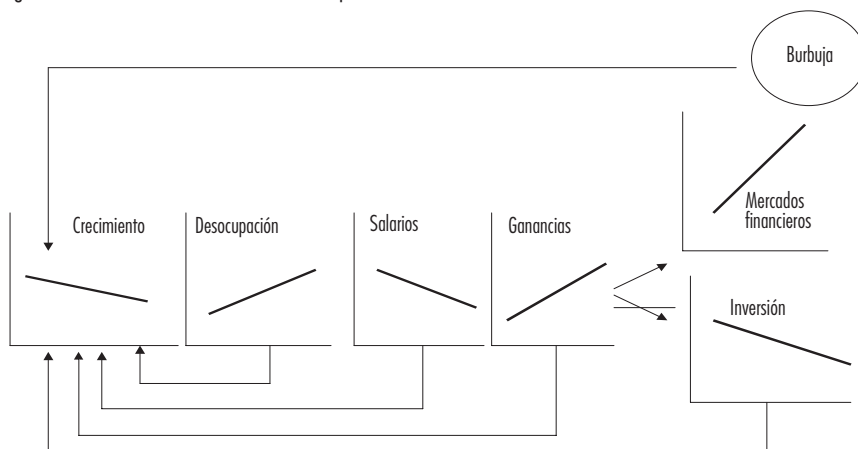 Burbuja
Crecimiento
Desocupación
Salarios
Ganancias
Mercados
financieros
Inversión